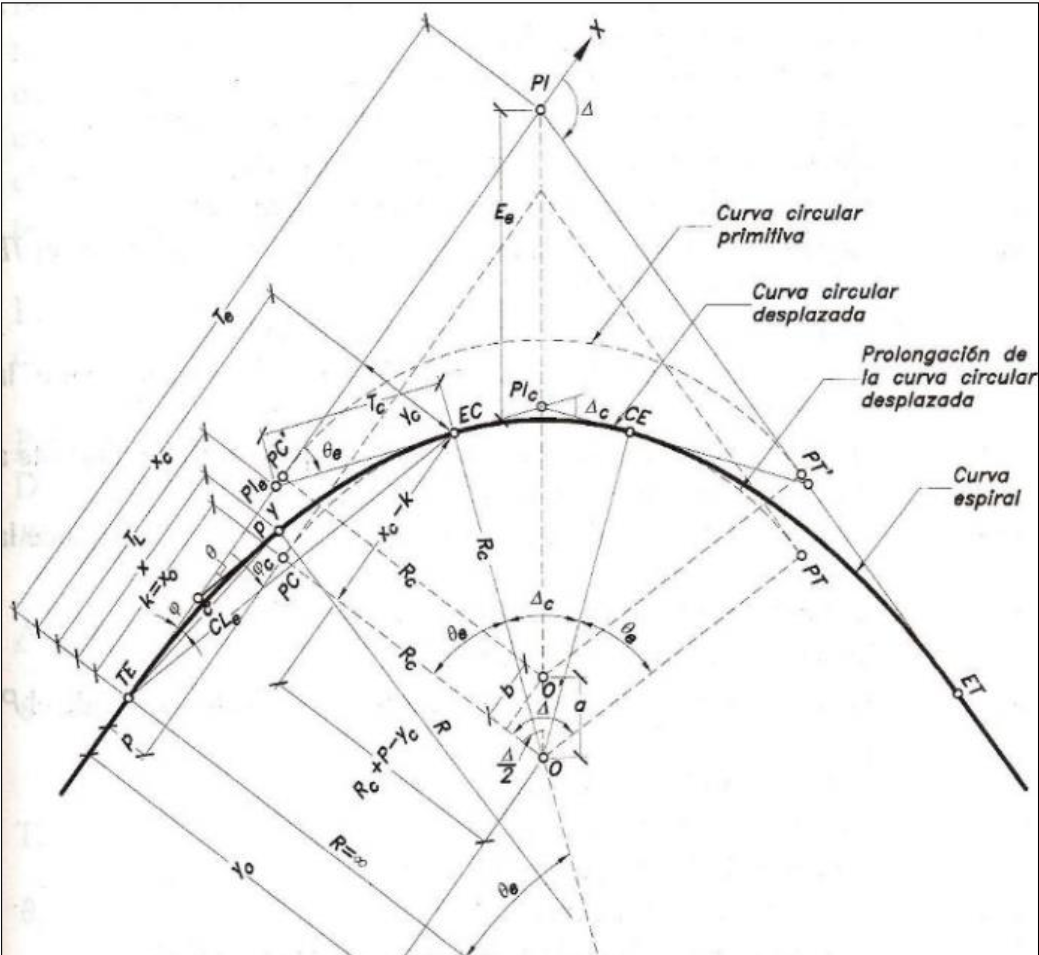 X
PI
Δ
Ee
Curva circular
primitiva
Te
Curva circular
desplazada
Prolongación de
la curva circular
desplazada
PIc
Tc
Yc
EC
Δc
CE
xc
PC'
θe
PIe
PT'
Curva
espiral
P
Y
TL
xc-k
Rc
θ
φc
PC
PT
x
k=xo
φ
CLe
Rc
Δc
θe
θe
Rc
TE
b
O'
a
ET
Δ
P
R
Δ
2
O
Rc+P-Yc
R=∞
Yo
θe